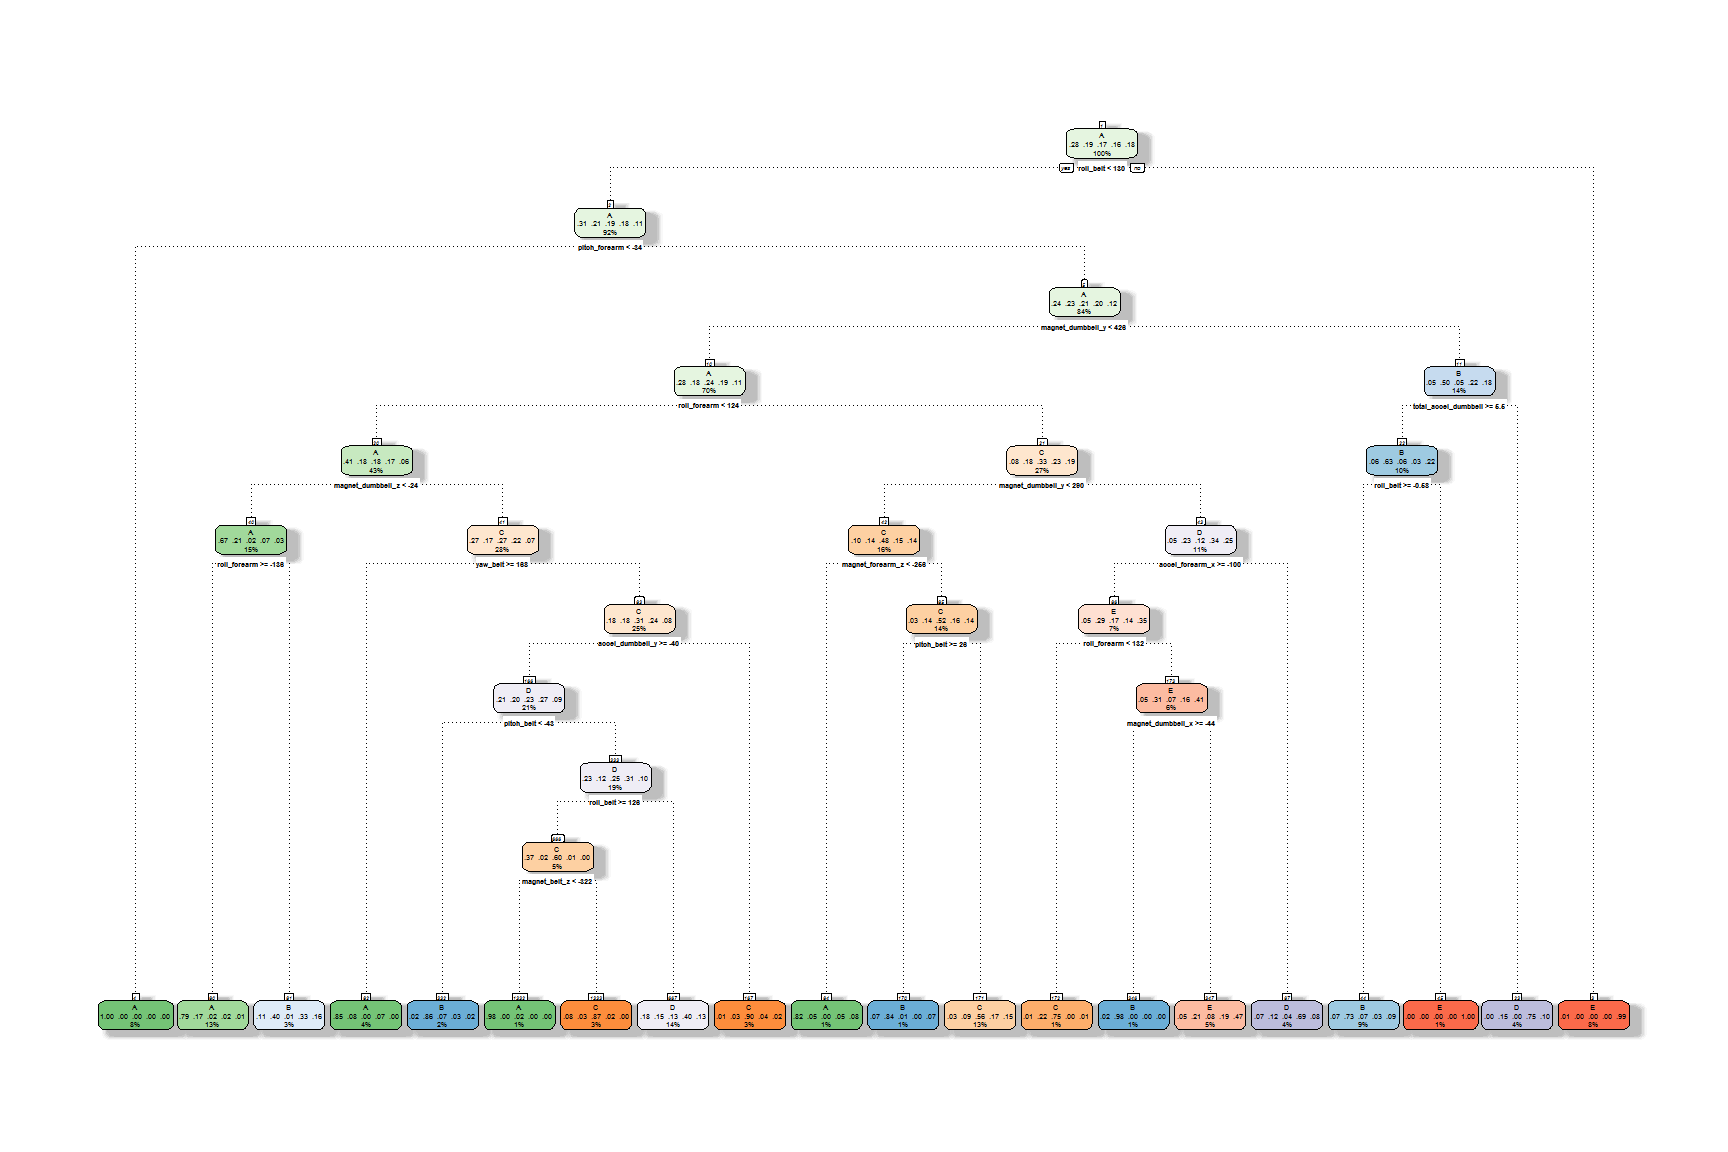 1
A
.28 .19 .17 .16 .18
100%
yes roll_belt < 130 no
2
A
.31 .21 .19 .18 .11
92%
pitch_forearm < -34
5
A
.24 .23 .21 .20 .12
84%
magnet_dumbbell_y < 426
10
A
.28 .18 .24 .19 .11
70%
roll_forearm < 124
11
B
.05 .50 .05 .22 .18
14%
total_accel_dumbbell >= 5.5
20
A
.41 .18 .18 .17 .06
43%
magnet_dumbbell_z < -24
21
C
.08 .18 .33 .23 .19
27%
magnet_dumbbell_y < 290
22
B
.06 .63 .06 .03 .22
10%
roll_belt >= -0.58
40
A
.67 .21 .02 .07 .03
15%
roll_forearm >= -136
41
C
.27 .17 .27 .22 .07
28%
yaw_belt >= 168
42
C
.10 .14 .48 .15 .14
16%
magnet_forearm_z < -256
43
D
.05 .23 .12 .34 .25
11%
accel_forearm_x >= -100
83
C
.18 .18 .31 .24 .08
25%
accel_dumbbell_y >= -40
85
C
.03 .14 .52 .16 .14
14%
pitch_belt >= 26
86
E
.05 .29 .17 .14 .35
7%
roll_forearm < 132
166
D
.21 .20 .23 .27 .09
21%
pitch_belt < -43
173
E
.05 .31 .07 .16 .41
6%
magnet_dumbbell_x >= -44
333
D
.23 .12 .25 .31 .10
19%
roll_belt >= 126
666
C
.37 .02 .60 .01 .00
5%
magnet_belt_z < -322
4
A
1.00 .00 .00 .00 .00
8%
80
A
.79 .17 .02 .02 .01
13%
81
B
.11 .40 .01 .33 .16
3%
82
A
.85 .08 .00 .07 .00
4%
332
B
.02 .86 .07 .03 .02
2%
1332
A
.98 .00 .02 .00 .00
1%
1333
C
.08 .03 .87 .02 .00
3%
667
D
.18 .15 .13 .40 .13
14%
167
C
.01 .03 .90 .04 .02
3%
84
A
.82 .05 .00 .05 .08
1%
170
B
.07 .84 .01 .00 .07
1%
171
C
.03 .09 .56 .17 .15
13%
172
C
.01 .22 .75 .00 .01
1%
346
B
.02 .98 .00 .00 .00
1%
347
E
.05 .21 .08 .19 .47
5%
87
D
.07 .12 .04 .69 .08
4%
44
B
.07 .73 .07 .03 .09
9%
45
E
.00 .00 .00 .00 1.00
1%
23
D
.00 .15 .00 .75 .10
4%
3
E
.01 .00 .00 .00 .99
8%